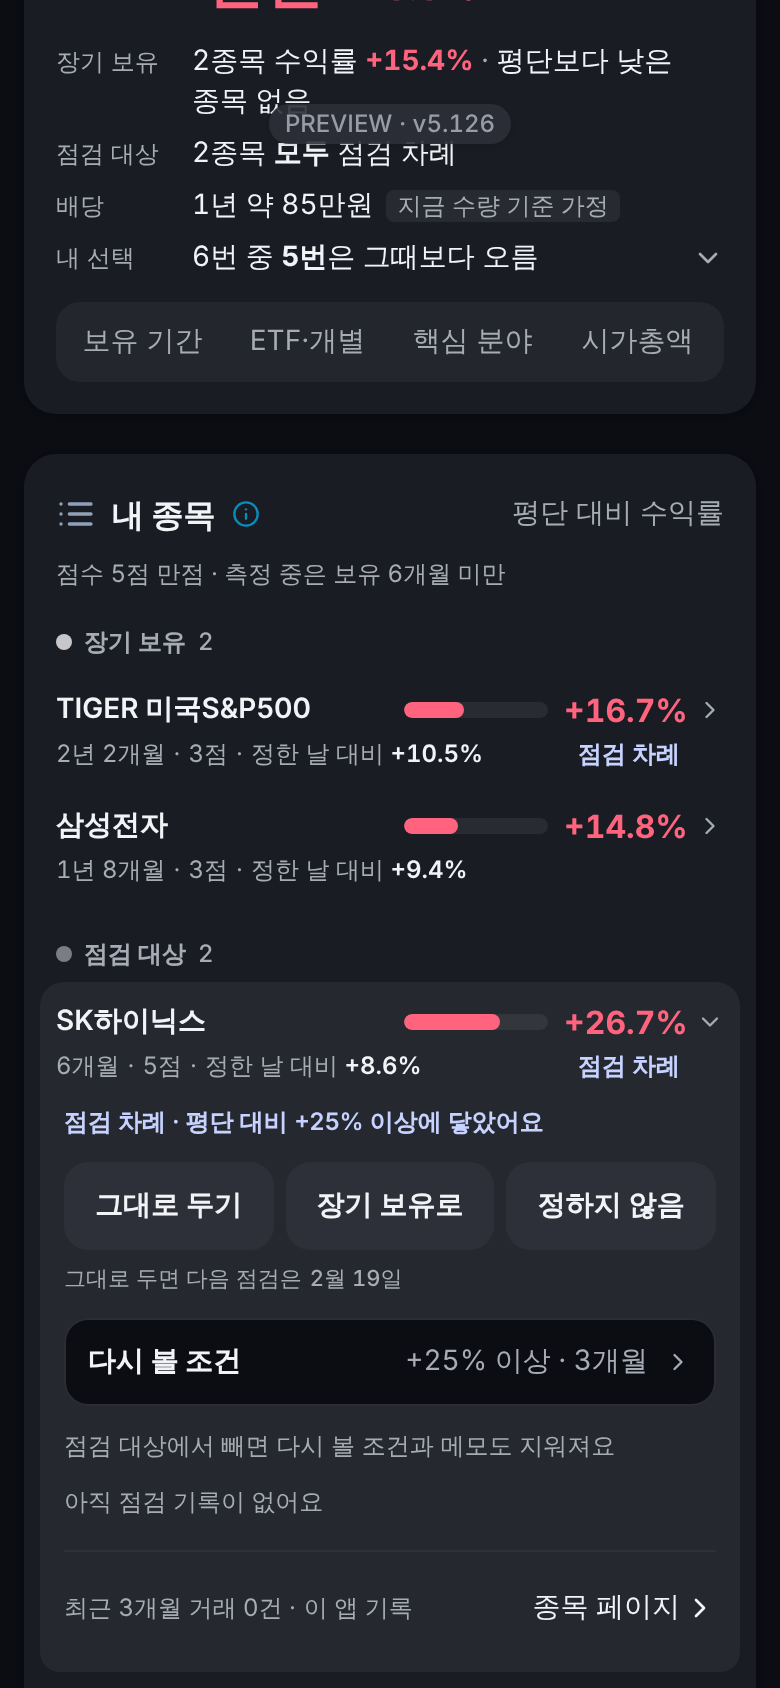 장기 보유 2종목 수익률 +15.4% · 평단보다 낮은
종목 없음
PREVIEW · v5.126
점검 대상 2종목 모두 점검 차례
배당 1년 약 85만원 지금 수량 기준 가정
내 선택 6번 중 5번은 그때보다 오름
보유 기간 ETF·개별 핵심 분야 시가총액
내 종목 평단 대비 수익률
점수 5점 만점 · 측정 중은 보유 6개월 미만
장기 보유 2
TIGER 미국S&P500 +16.7%
2년 2개월 · 3점 · 정한 날 대비 +10.5% 점검 차례
삼성전자 +14.8%
1년 8개월 · 3점 · 정한 날 대비 +9.4%
점검 대상 2
SK하이닉스 +26.7%
6개월 · 5점 · 정한 날 대비 +8.6% 점검 차례
점검 차례 · 평단 대비 +25% 이상에 닿았어요
그대로 두기 장기 보유로 정하지 않음
그대로 두면 다음 점검은 2월 19일
다시 볼 조건 +25% 이상 · 3개월
점검 대상에서 빼면 다시 볼 조건과 메모도 지워져요
아직 점검 기록이 없어요
최근 3개월 거래 0건 · 이 앱 기록 종목 페이지